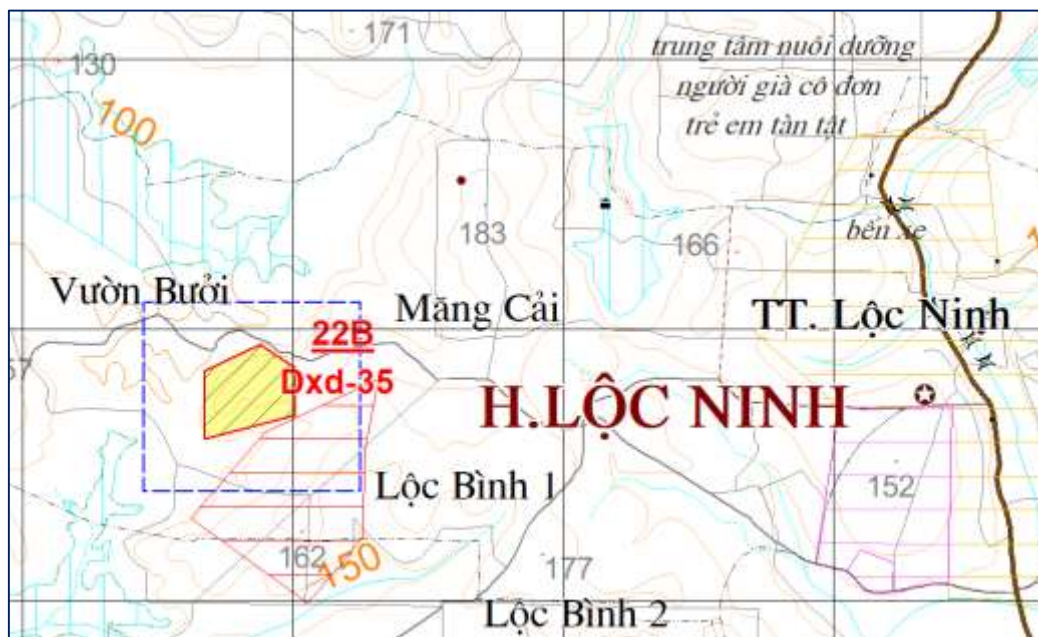 171
130
trung tâm nuôi dưỡng
người già cô đơn
trẻ em tàn tật
100
183
166
bến xe
Vườn Bưởi
Măng Cải
TT. Lộc Ninh
22B
Dxd-35
H.LỘC NINH
Lộc Bình 1
152
162
150
177
Lộc Bình 2